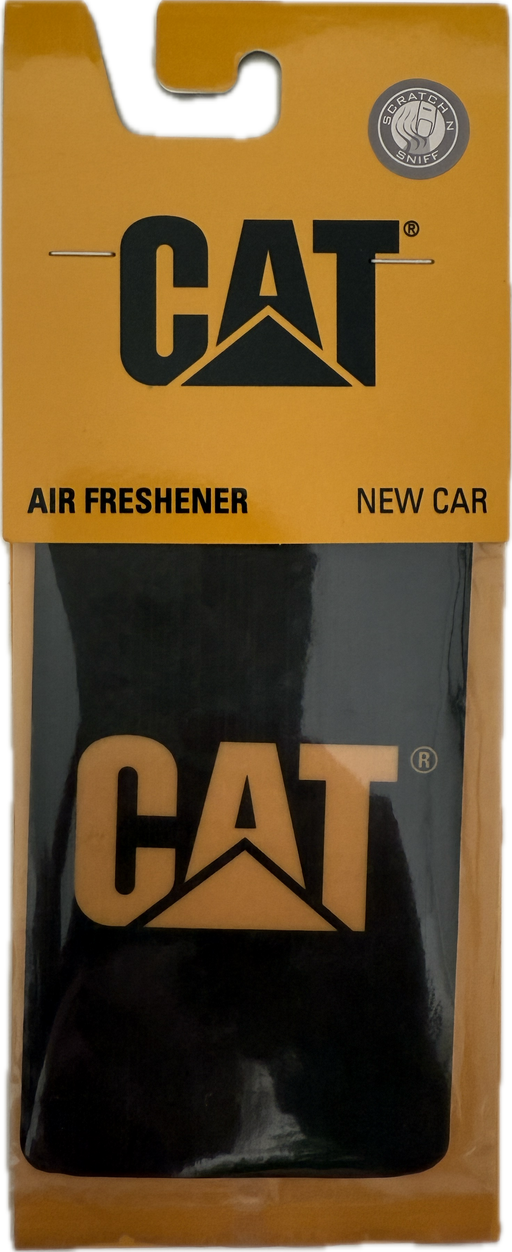 SCRATCH N
SNIFF
CAT®
AIR FRESHENER NEW CAR
CAT®